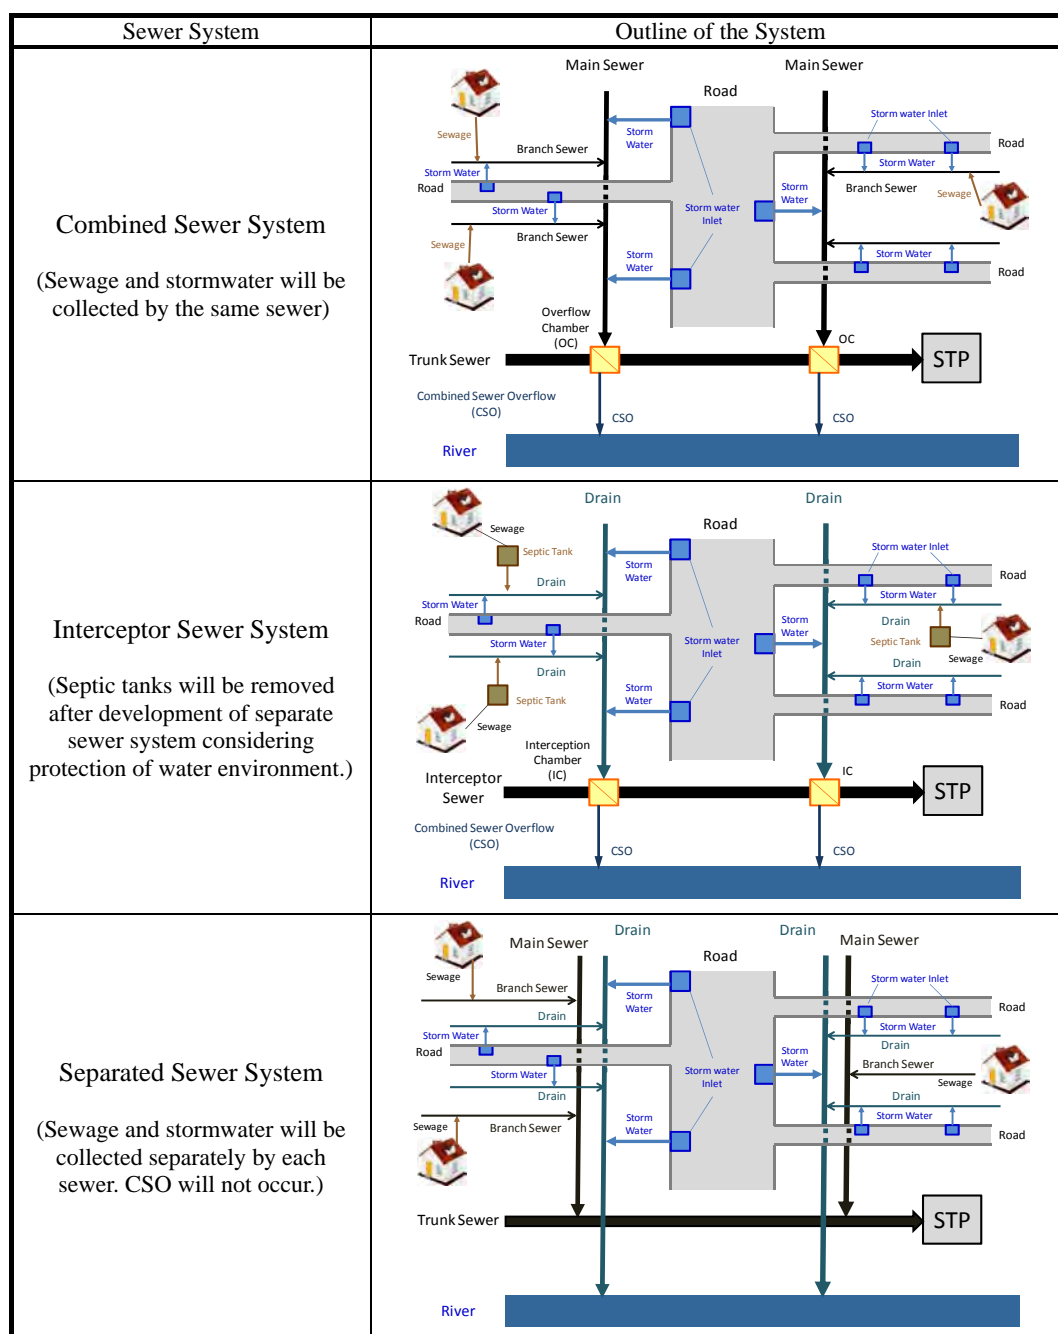 Sewer System
Outline of the System
Combined Sewer System
(Sewage and stormwater will be
collected by the same sewer)
Main Sewer
Main Sewer
Road
Storm water Inlet
Sewage
Storm
Water
Road
Branch Sewer
Storm Water
Storm Water
Road
Storm
Water
Branch Sewer
Sewage
Storm Water
Storm water
Inlet
Branch Sewer
Sewage
Storm Water
Storm
Water
Road
Overflow
Chamber
(OC)
OC
Trunk Sewer
STP
Combined Sewer Overflow
(CSO)
CSO
CSO
River
Interceptor Sewer System
(Septic tanks will be removed
after development of separate
sewer system considering
protection of water environment.)
Drain
Drain
Road
Sewage
Septic Tank
Storm water Inlet
Storm
Water
Road
Drain
Storm Water
Storm Water
Road
Drain
Storm Water
Storm water
Inlet
Storm
Water
Septic Tank
Sewage
Drain
Drain
Storm Water
Septic Tank
Storm
Water
Sewage
Road
Interception
Chamber
(IC)
IC
Interceptor
Sewer
STP
Combined Sewer Overflow
(CSO)
CSO
CSO
River
Separated Sewer System
(Sewage and stormwater will be
collected separately by each
sewer. CSO will not occur.)
Drain
Drain
Main Sewer
Main Sewer
Road
Sewage
Storm water Inlet
Branch Sewer
Storm
Water
Road
Drain
Storm Water
Storm Water
Drain
Road
Storm
Water
Branch Sewer
Storm Water
Storm water
Inlet
Sewage
Drain
Drain
Storm Water
Sewage
Branch Sewer
Storm
Water
Road
Trunk Sewer
STP
River